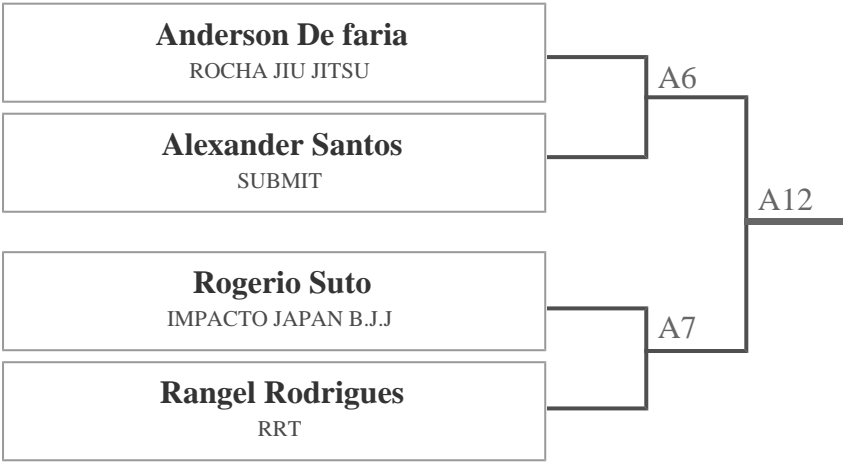 Anderson De faria
ROCHA JIU JITSU
A6
Alexander Santos
SUBMIT
A12
Rogerio Suto
IMPACTO JAPAN B.J.J
A7
Rangel Rodrigues
RRT